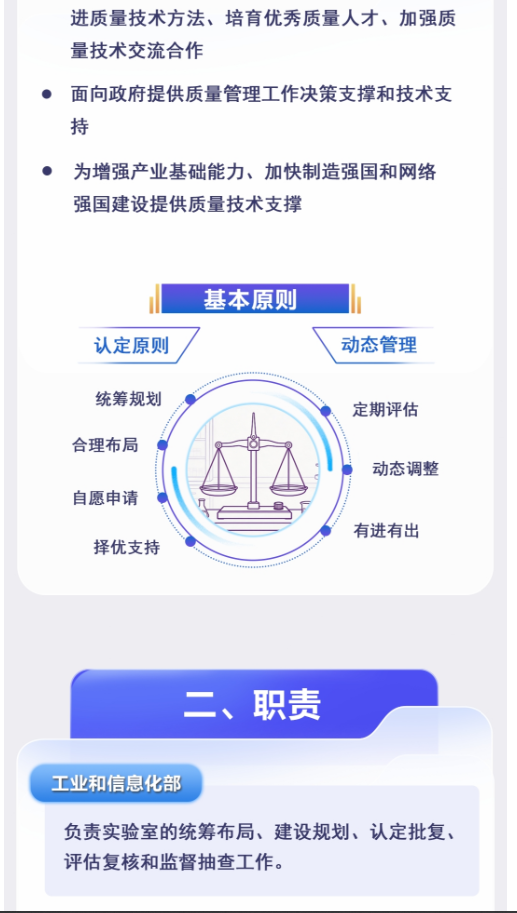 进质量技术方法、培育优秀质量人才、加强质
量技术交流合作
面向政府提供质量管理工作决策支撑和技术支
持
为增强产业基础能力、加快制造强国和网络
强国建设提供质量技术支撑
基本原则
认定原则
动态管理
统筹规划
定期评估
合理布局
动态调整
自愿申请
有进有出
择优支持
二、职责
工业和信息化部
负责实验室的统筹布局、建设规划、认定批复、
评估复核和监督抽查工作。